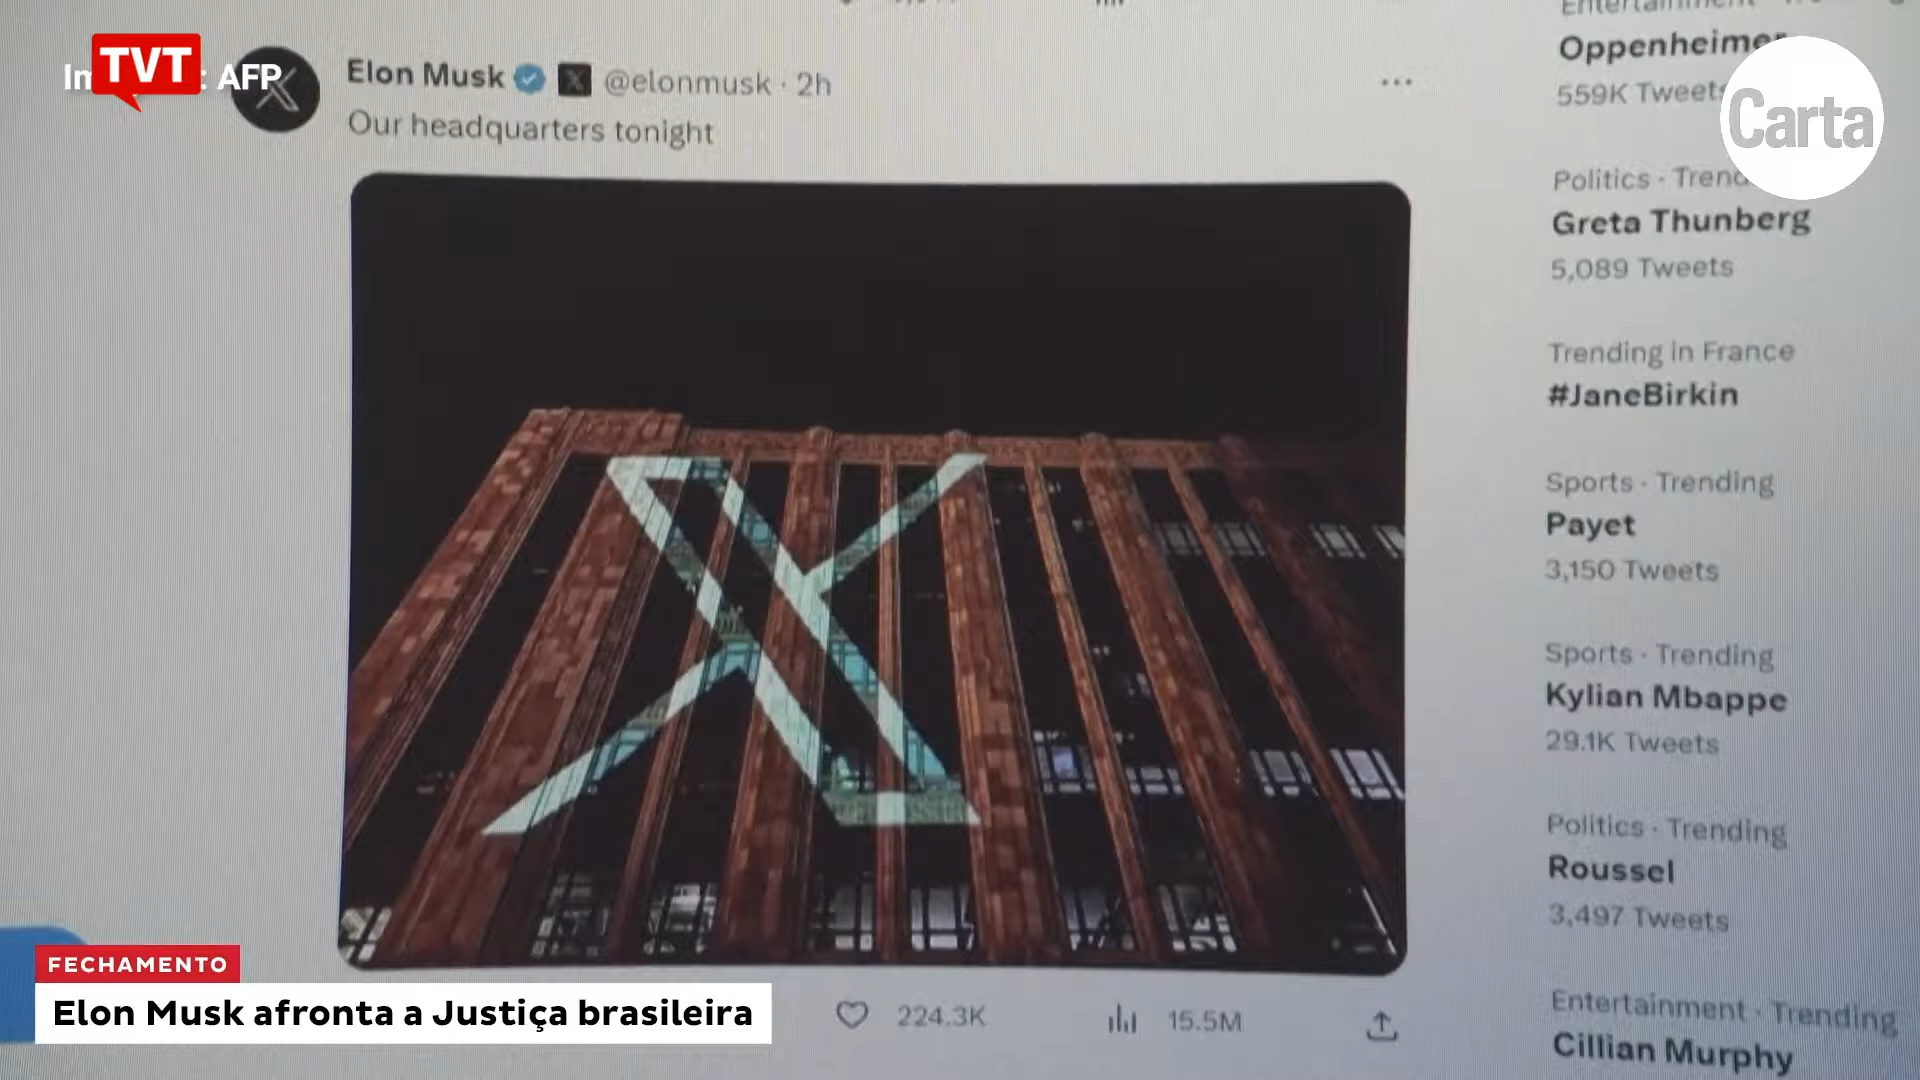 TVT
AFP
Elon Musk @elonmusk · 2h
Our headquarters tonight
Oppenheimer
559K Tweets
Carta
Politics · Trend
Greta Thunberg
5,089 Tweets
Trending in France
#JaneBirkin
Sports · Trending
Payet
3,150 Tweets
Sports · Trending
Kylian Mbappe
29.1K Tweets
Politics · Trending
Roussel
3,497 Tweets
Entertainment · Trending
Cillian Murphy
224.3K
15.5M
FECHAMENTO
Elon Musk afronta a Justiça brasileira